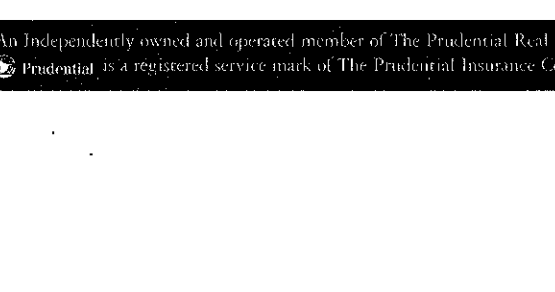 An Independently owned and operated member of The Prudential Real
Prudential is a registered service mark of The Prudential Insurance